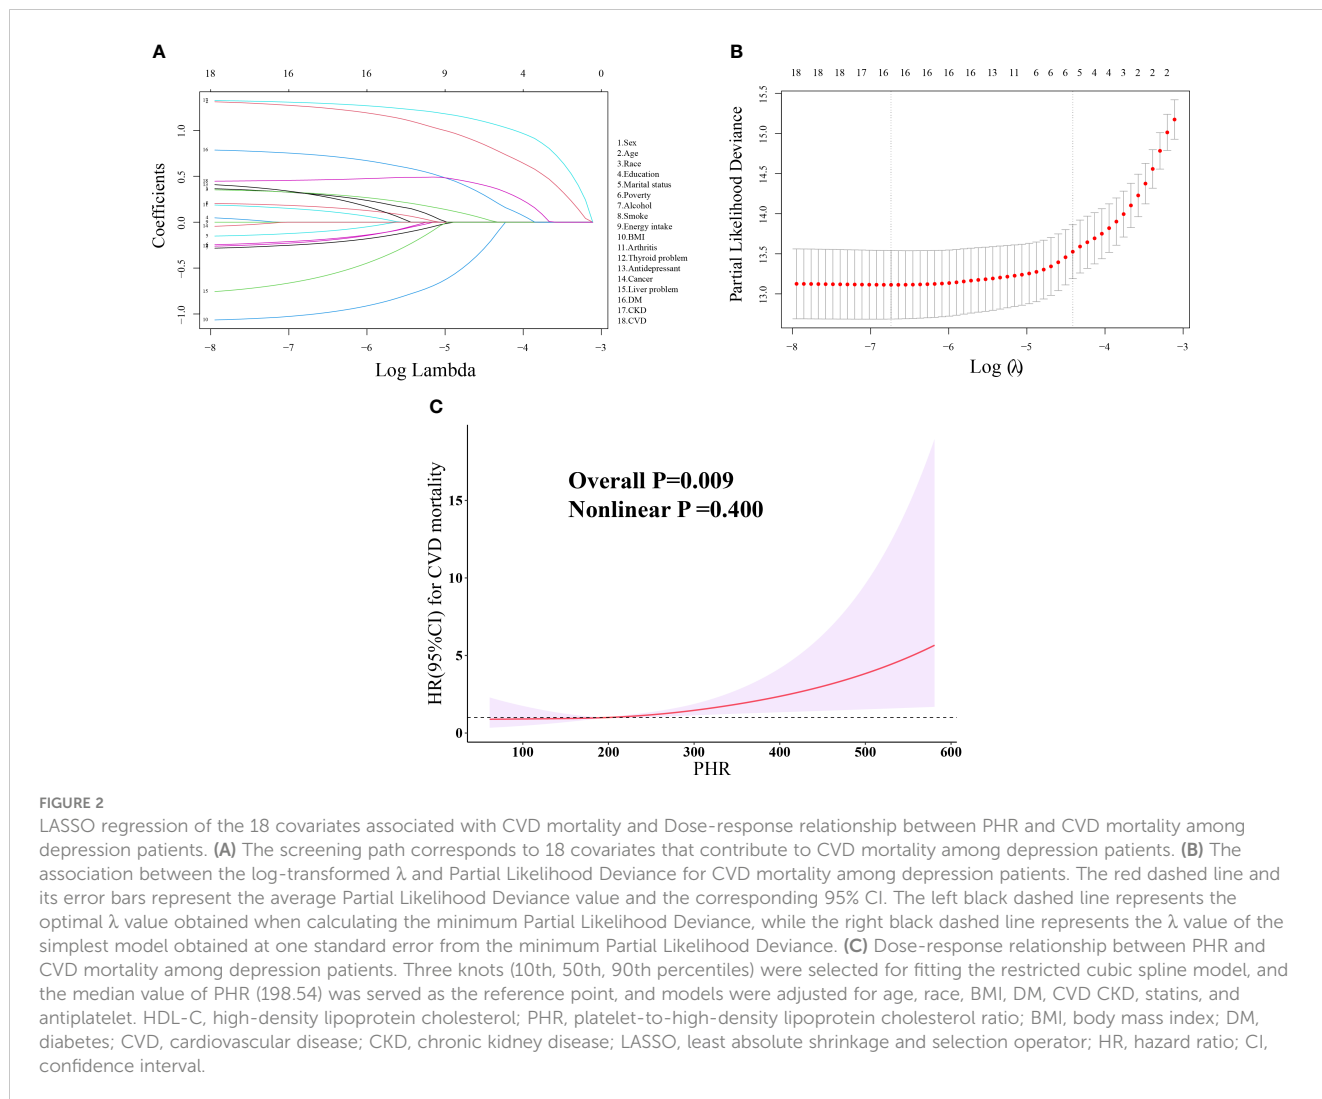 A
18 16 16 9 4 0
Coefficients
1.0
0.5
0.0
−0.5
−1.0
16
15
10
−8 −7 −6 −5 −4 −3
Log Lambda
1.Sex
2.Age
3.Race
4.Education
5.Marital status
6.Poverty
7.Alcohol
8.Smoke
9.Energy intake
10.BMI
11.Arthritis
12.Thyroid problem
13.Antidepressant
14.Cancer
15.Liver problem
16.DM
17.CKD
18.CVD
B
18 18 18 17 16 16 16 16 16 13 11 6 6 6 5 4 4 3 2 2 2
Partial Likelihood Deviance
15.5
15.0
14.5
14.0
13.5
13.0
−8 −7 −6 −5 −4 −3
Log (λ)
C
HR(95%CI) for CVD mortality
Overall P=0.009
Nonlinear P =0.400
15
10
5
0
100 200 300 400 500 600
PHR
FIGURE 2
LASSO regression of the 18 covariates associated with CVD mortality and Dose-response relationship between PHR and CVD mortality among
depression patients. (A) The screening path corresponds to 18 covariates that contribute to CVD mortality among depression patients. (B) The
association between the log-transformed λ and Partial Likelihood Deviance for CVD mortality among depression patients. The red dashed line and
its error bars represent the average Partial Likelihood Deviance value and the corresponding 95% CI. The left black dashed line represents the
optimal λ value obtained when calculating the minimum Partial Likelihood Deviance, while the right black dashed line represents the λ value of the
simplest model obtained at one standard error from the minimum Partial Likelihood Deviance. (C) Dose-response relationship between PHR and
CVD mortality among depression patients. Three knots (10th, 50th, 90th percentiles) were selected for fitting the restricted cubic spline model, and
the median value of PHR (198.54) was served as the reference point, and models were adjusted for age, race, BMI, DM, CVD CKD, statins, and
antiplatelet. HDL-C, high-density lipoprotein cholesterol; PHR, platelet-to-high-density lipoprotein cholesterol ratio; BMI, body mass index; DM,
diabetes; CVD, cardiovascular disease; CKD, chronic kidney disease; LASSO, least absolute shrinkage and selection operator; HR, hazard ratio; CI,
confidence interval.